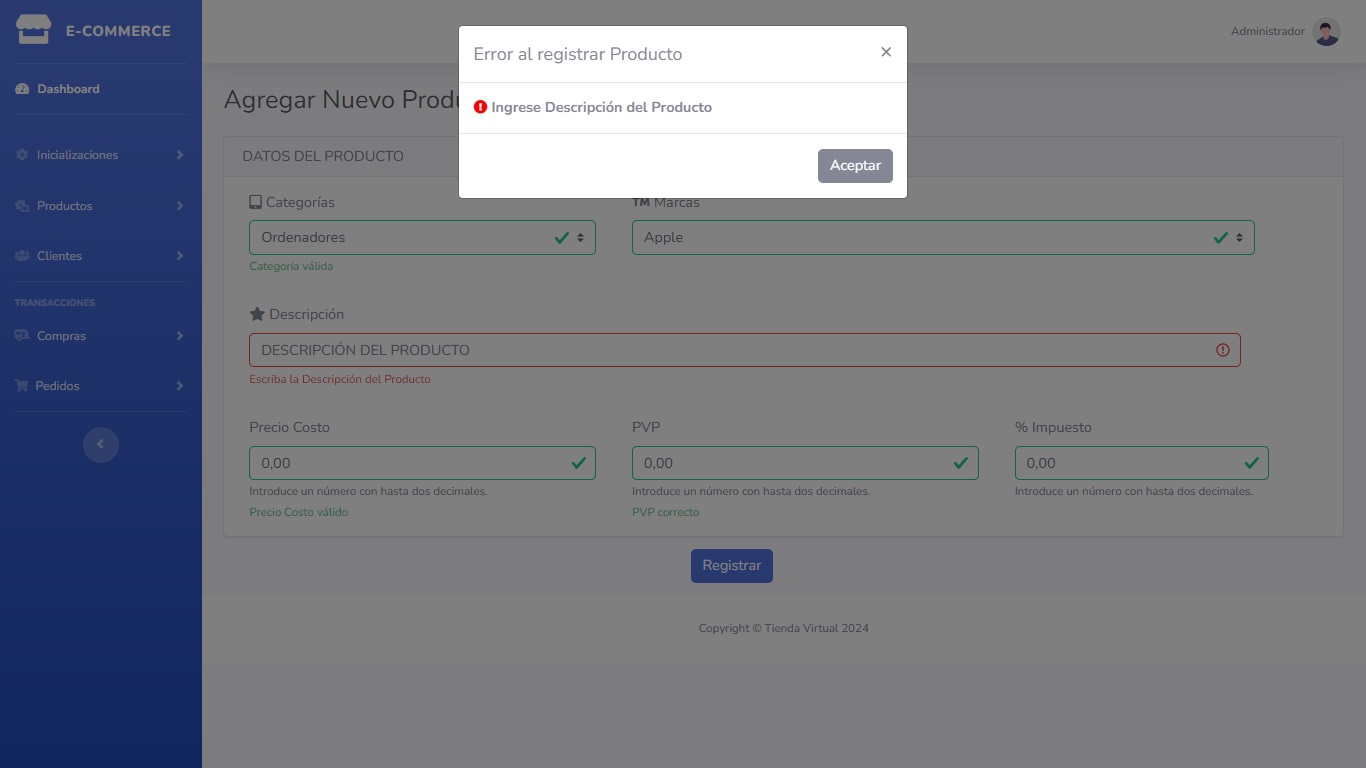 E-COMMERCE
Administrador
Error al registrar Producto
×
Dashboard
Agregar Nuevo Produ
Ingrese Descripción del Producto
Inicializaciones
DATOS DEL PRODUCTO
Aceptar
Productos
Categorías
TM Marcas
Ordenadores
Apple
Clientes
Categoría válida
TRANSACCIONES
Descripción
Compras
DESCRIPCIÓN DEL PRODUCTO
Escriba la Descripción del Producto
Pedidos
Precio Costo
PVP
% Impuesto
0,00
0,00
0,00
Introduce un número con hasta dos decimales.
Introduce un número con hasta dos decimales.
Introduce un número con hasta dos decimales.
Precio Costo válido
PVP correcto
Registrar
Copyright © Tienda Virtual 2024